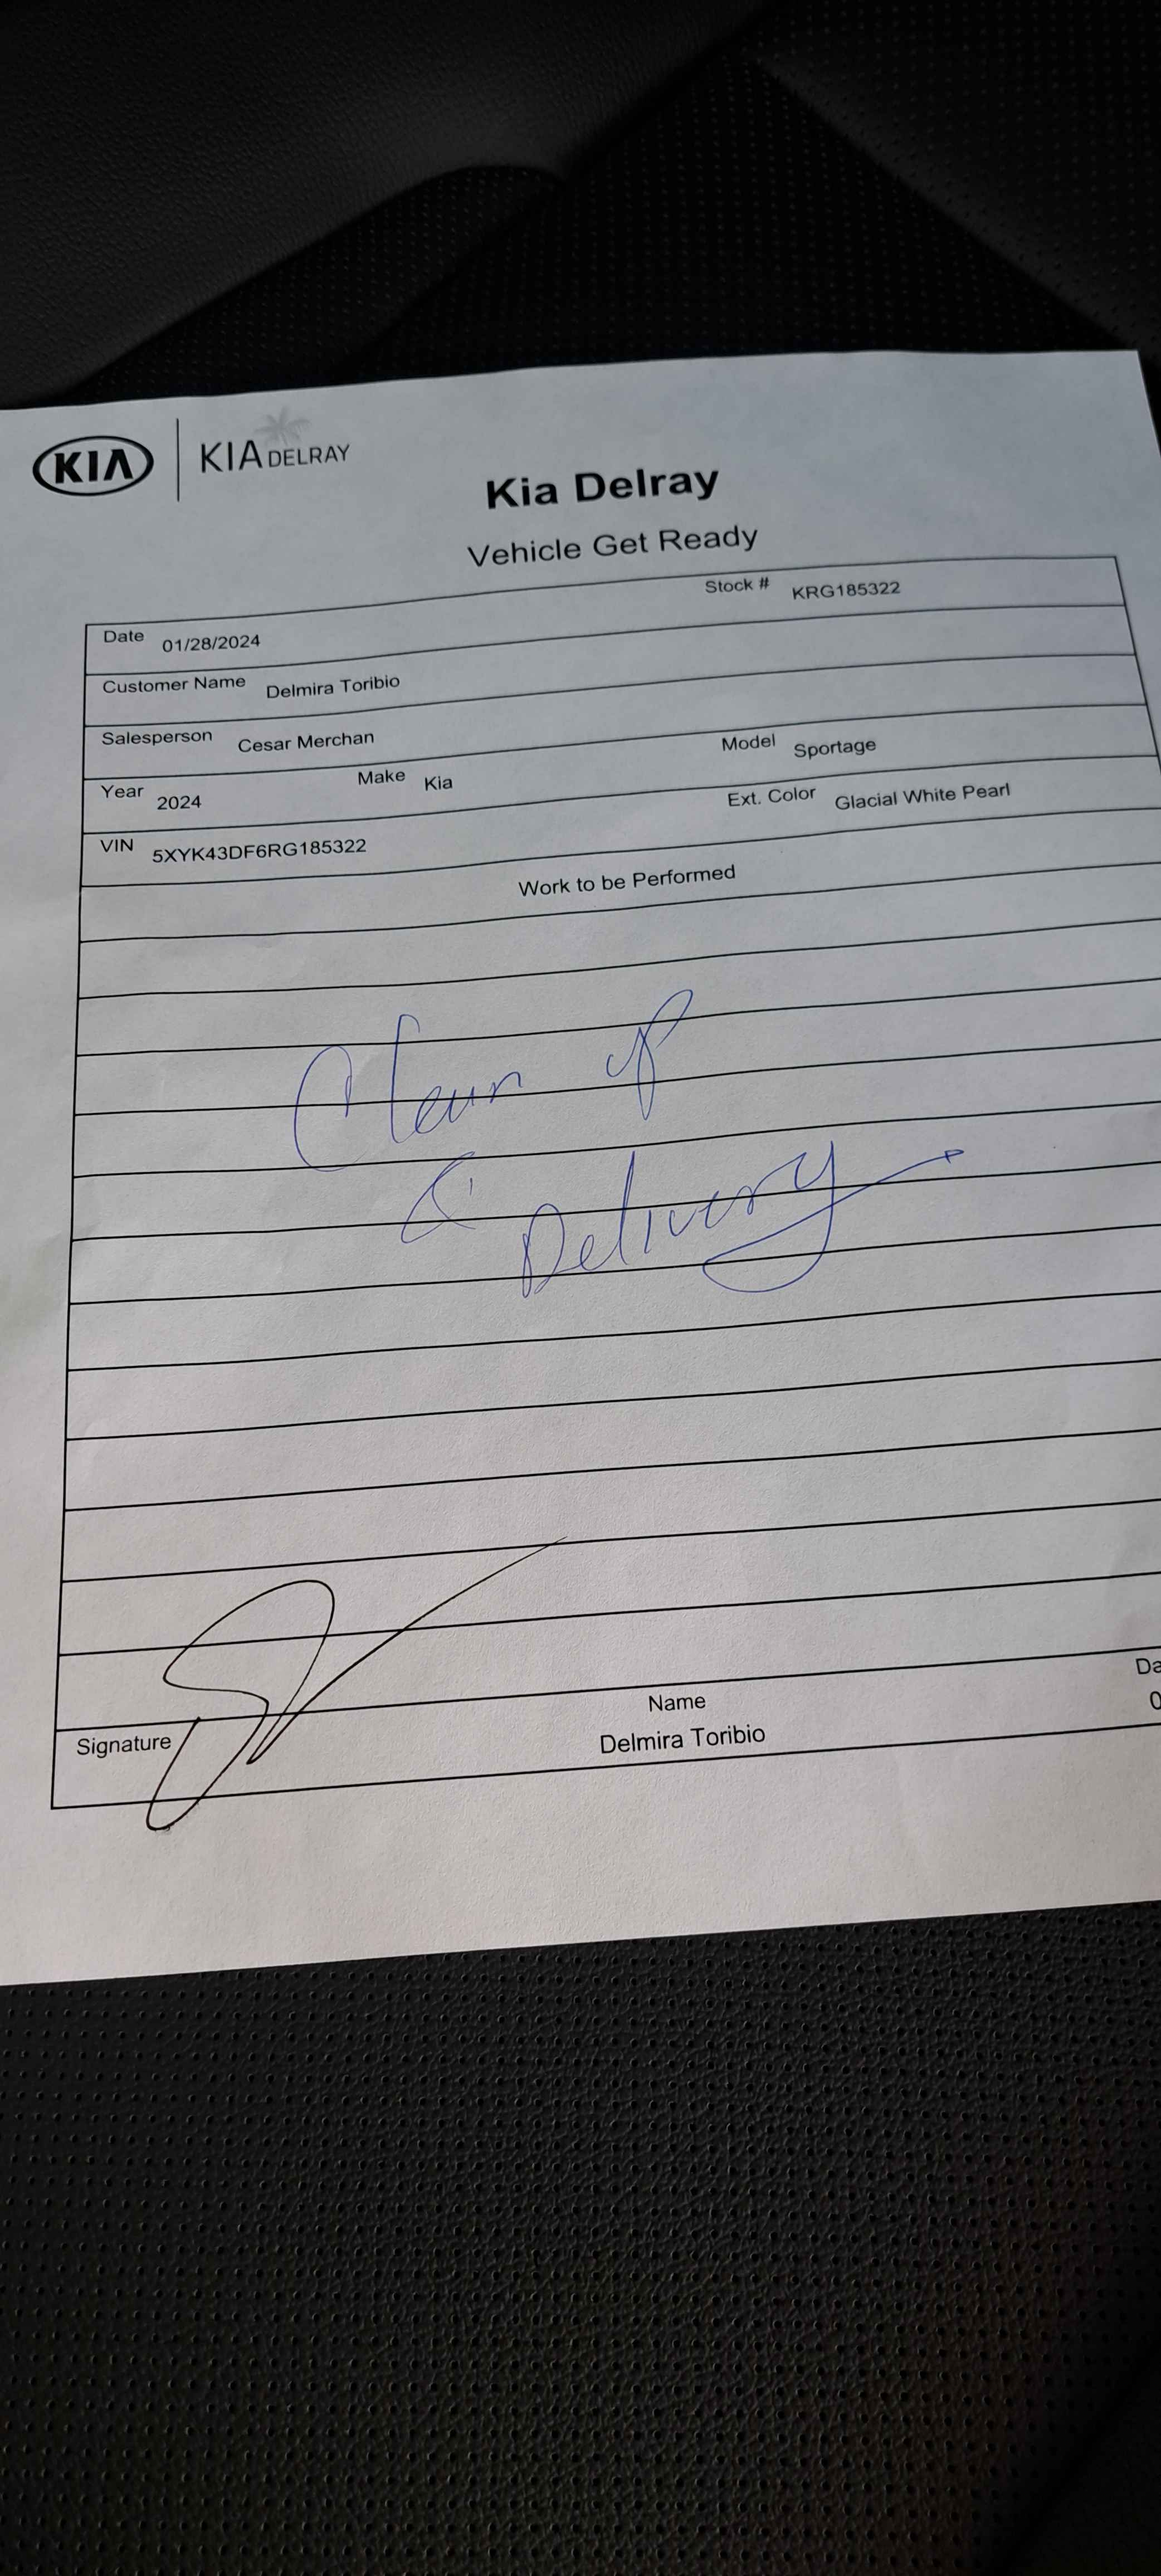 KIA KIA DELRAY
Kia Delray
Vehicle Get Ready
Date 01/28/2024 Stock # KRG185322
Customer Name Delmira Toribio
Salesperson Cesar Merchan
Year 2024 Make Kia Model Sportage
VIN 5XYK43DF6RG185322 Ext. Color Glacial White Pearl
Work to be Performed
Clean up
& Delivery
Signature Name Da
Delmira Toribio 0